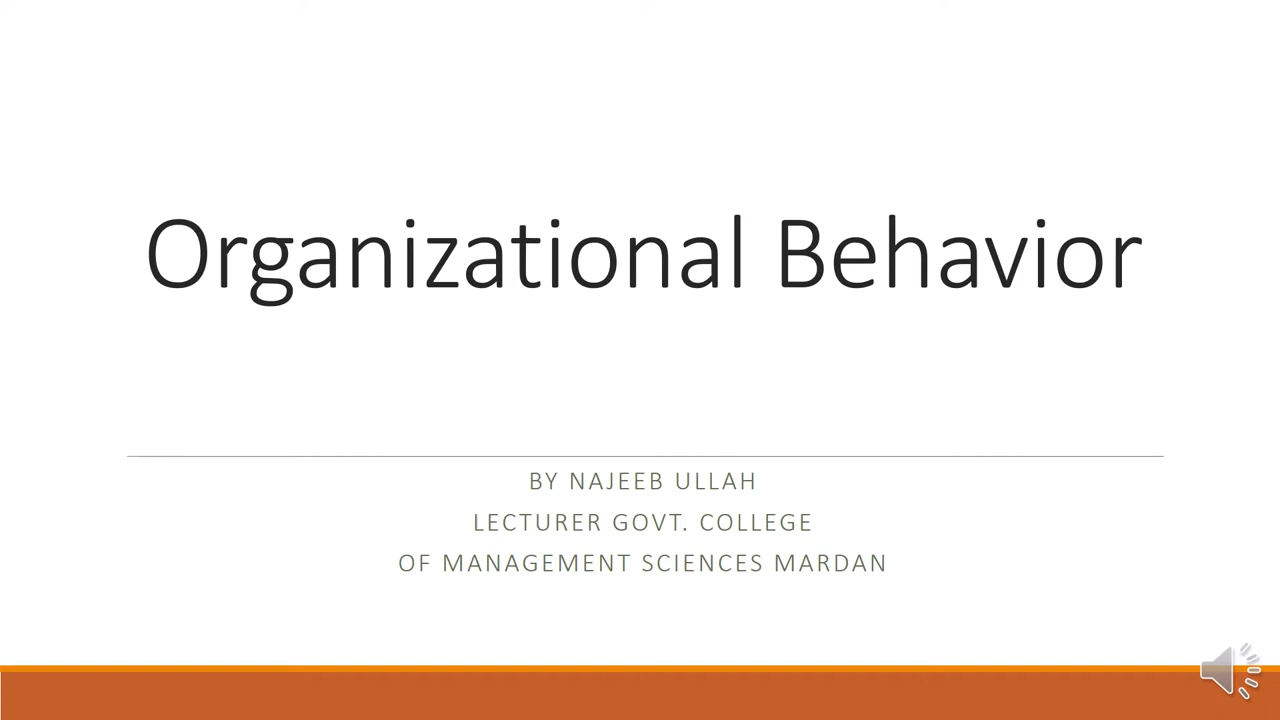 Organizational Behavior
BY NAJEEB ULLAH
LECTURER GOVT. COLLEGE
OF MANAGEMENT SCIENCES MARDAN